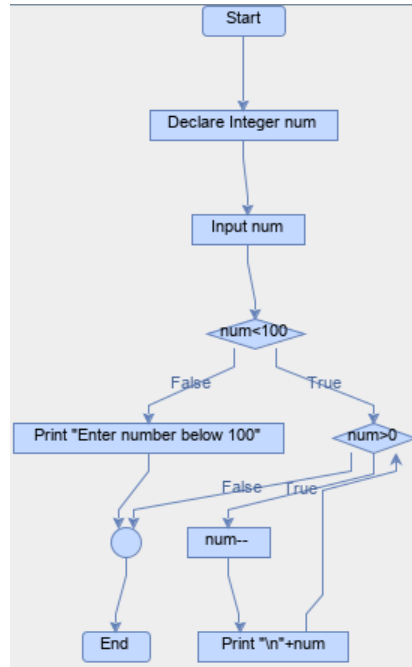 Start
Declare Integer num
Input num
num<100
False
True
Print "Enter number below 100"
num>0
False
True
num--
End
Print "\n"+num